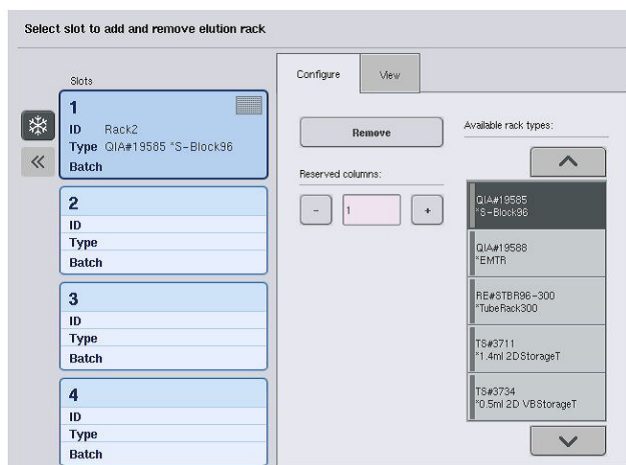 Select slot to add and remove elution rack
Slots
1
ID Rack2
Type QIA#19585 *S-Block96
Batch
2
ID
Type
Batch
3
ID
Type
Batch
4
ID
Type
Batch
Configure
View
Remove
Reserved columns:
- 1 +
Available rack types:
QIA#19585
*S-Block96
QIA#19588
*EMTR
RE#STBR96-300
*TubeRack300
TS#3711
*1.4ml 2DStorageT
TS#3734
*0.5ml 2D VBStorageT